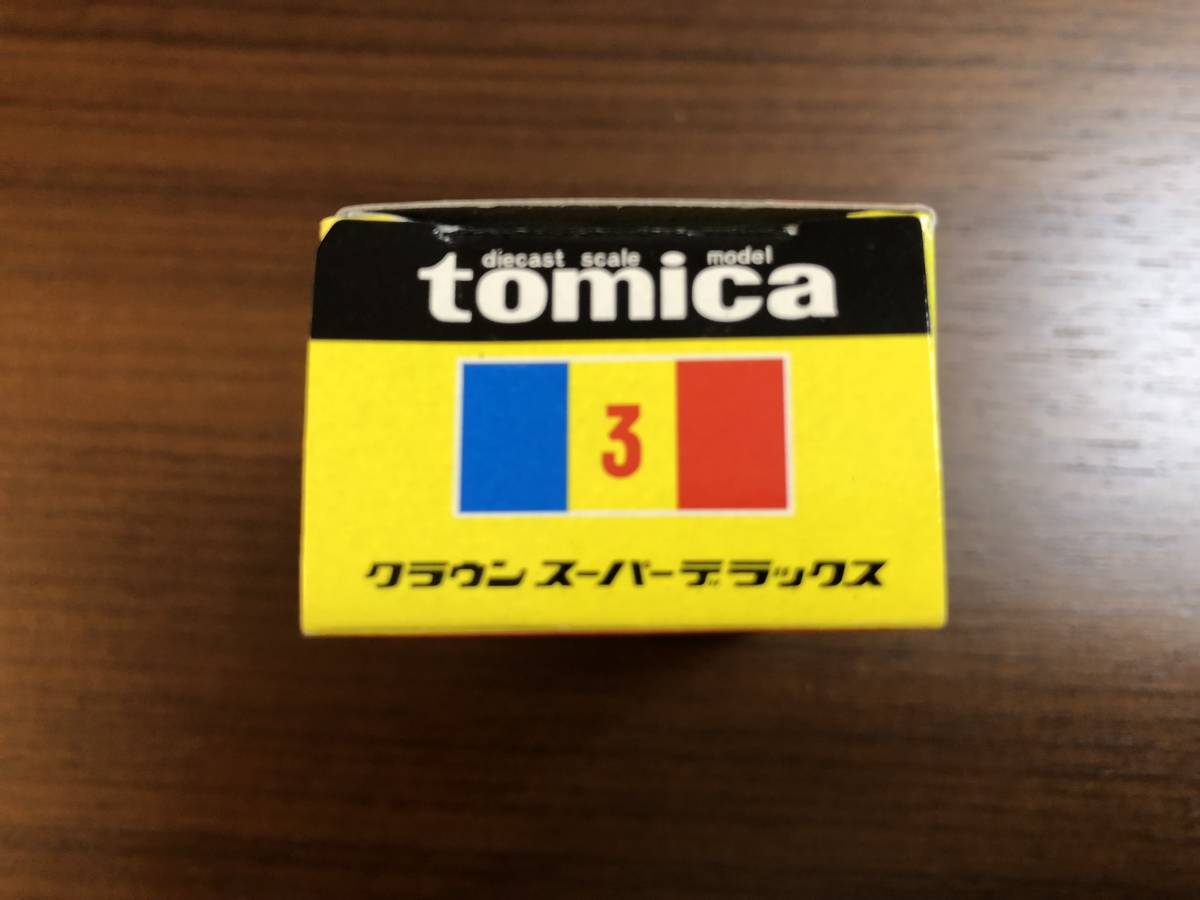 diecast scale model
tomica
3
クラウン スーパーデラックス